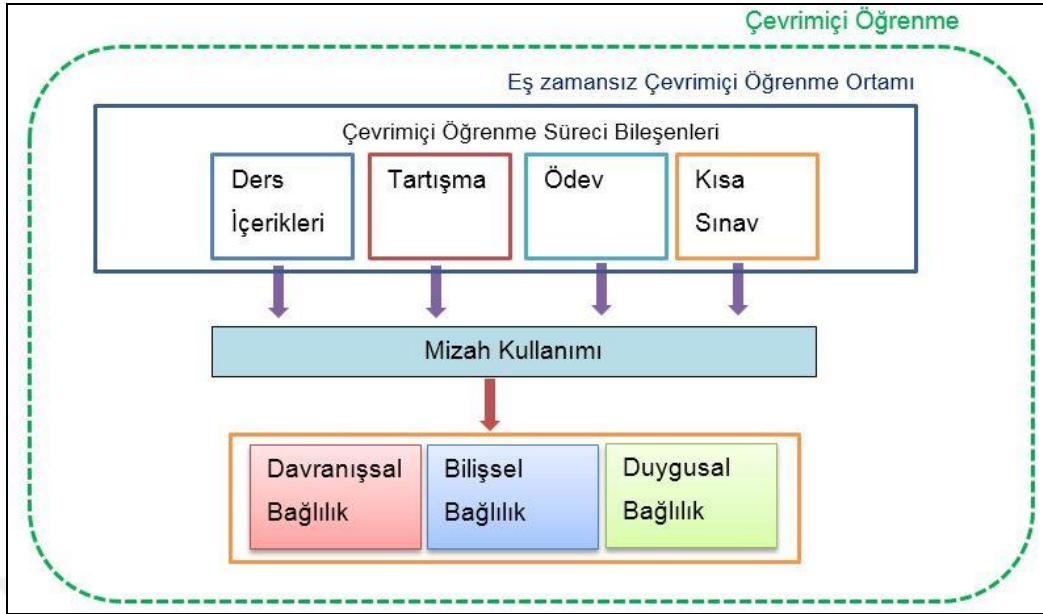 Çevrimiçi Öğrenme
Eş zamansız Çevrimiçi Öğrenme Ortamı
Çevrimiçi Öğrenme Süreci Bileşenleri
Ders
İçerikleri
Tartışma
Ödev
Kısa
Sınav
Mizah Kullanımı
Davranışsal
Bağlılık
Bilişsel
Bağlılık
Duygusal
Bağlılık